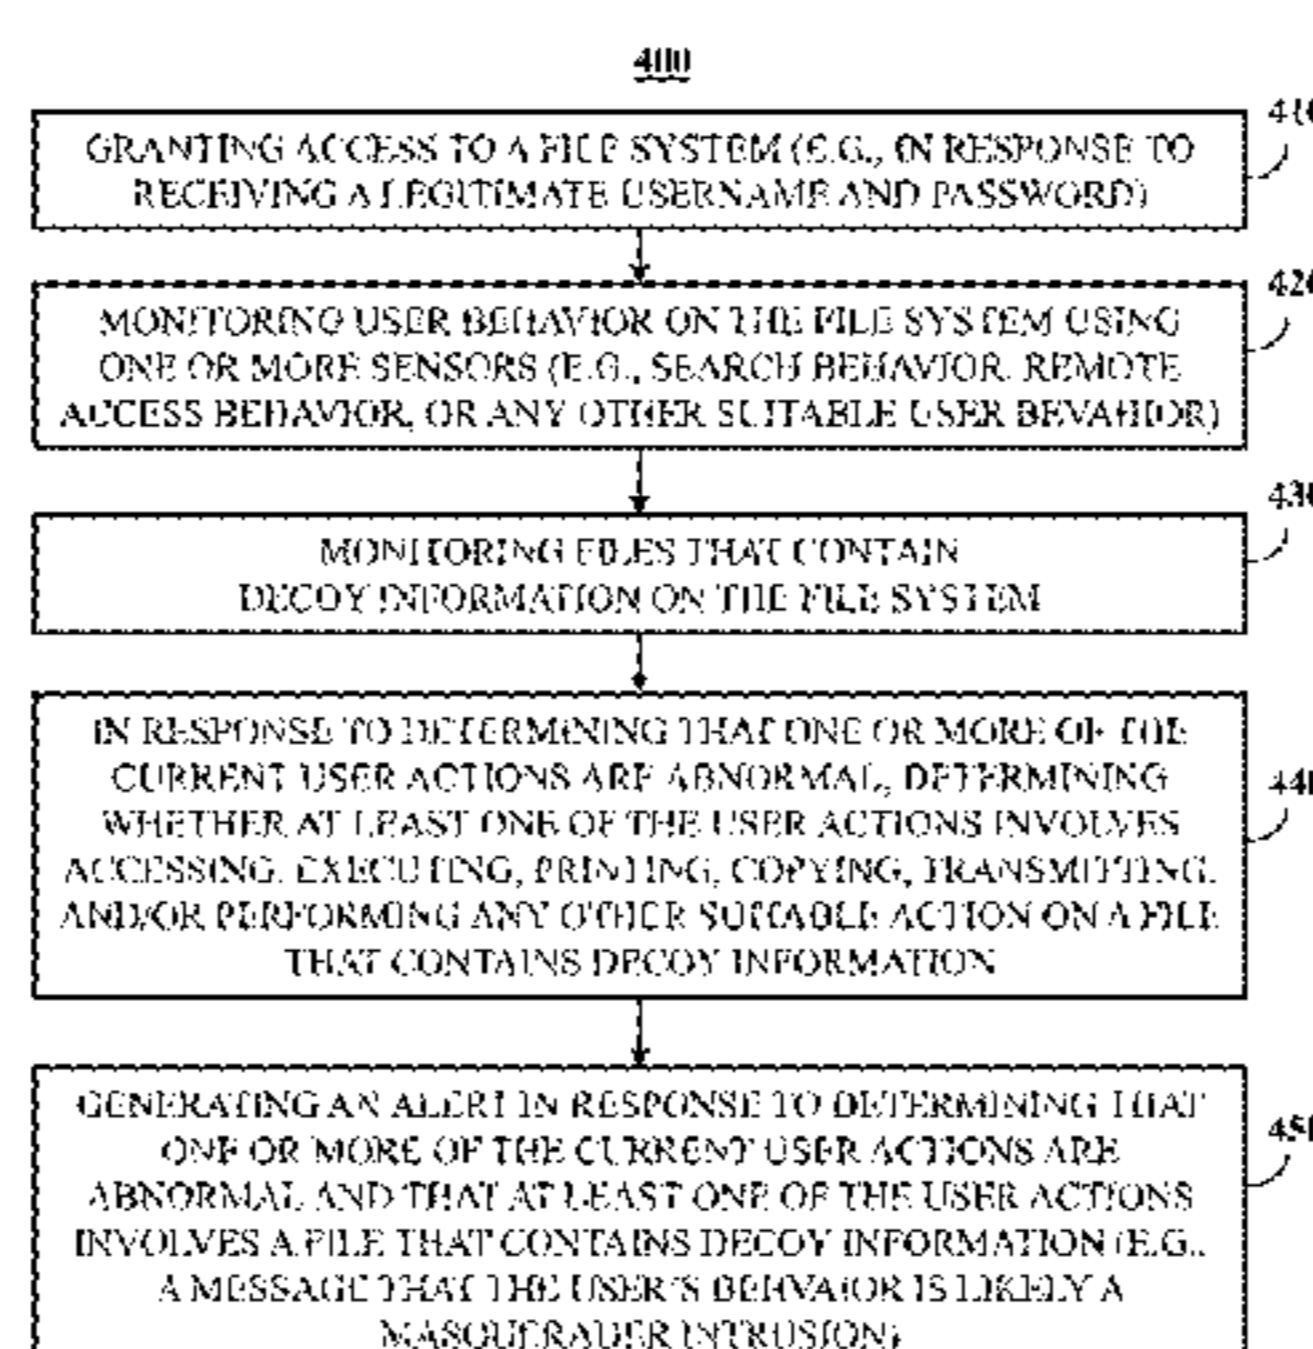 400
410
GRANTING ACCESS TO A FILE SYSTEM (E.G., IN RESPONSE TO
RECEIVING A LEGITIMATE USERNAME AND PASSWORD)
420
MONITORING USER BEHAVIOR ON THE FILE SYSTEM USING
ONE OR MORE SENSORS (E.G., SEARCH BEHAVIOR, REMOTE
ACCESS BEHAVIOR, OR ANY OTHER SUITABLE USER BEVAHIOR)
430
MONITORING FILES THAT CONTAIN
DECOY INFORMATION ON THE FILE SYSTEM
440
IN RESPONSE TO DETERMINING THAT ONE OR MORE OF THE
CURRENT USER ACTIONS ARE ABNORMAL, DETERMINING
WHETHER AT LEAST ONE OF THE USER ACTIONS INVOLVES
ACCESSING, EXECUTING, PRINTING, COPYING, TRANSMITTING,
AND/OR PERFORMING ANY OTHER SUITABLE ACTION ON A FILE
THAT CONTAINS DECOY INFORMATION
450
GENERATING AN ALERT IN RESPONSE TO DETERMINING THAT
ONE OR MORE OF THE CURRENT USER ACTIONS ARE
ABNORMAL AND THAT AT LEAST ONE OF THE USER ACTIONS
INVOLVES A FILE THAT CONTAINS DECOY INFORMATION (E.G.,
A MESSAGE THAT THE USER'S BEHVAIOR IS LIKELY A
MASQUERADER INTRUSION)